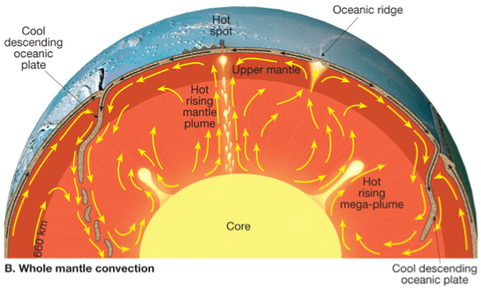 Oceanic ridge
Hot
spot
Cool
descending
oceanic
plate
Upper mantle
Hot
rising
mantle
plume
Hot
rising
mega-plume
Core
660 km
B. Whole mantle convection
Cool descending
oceanic plate